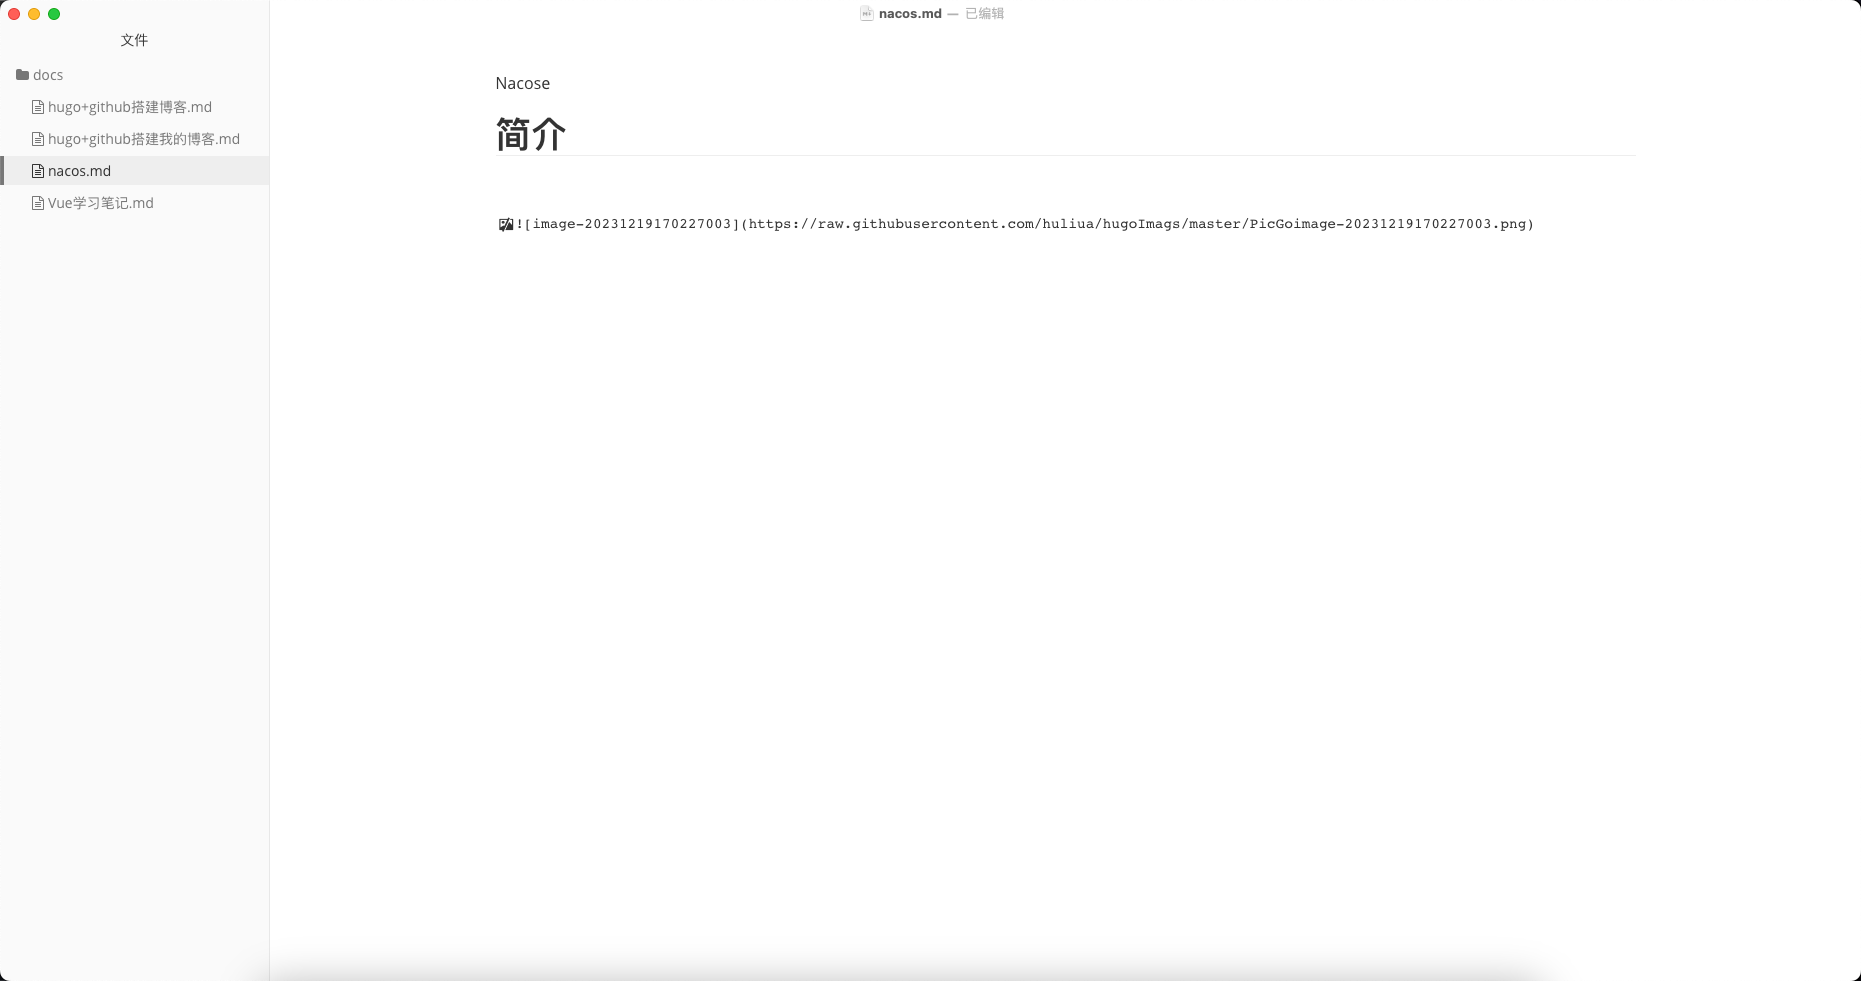 nacos.md — 已编辑
文件
docs
hugo+github搭建博客.md
hugo+github搭建我的博客.md
nacos.md
Vue学习笔记.md
Nacose
简介
![image-20231219170227003](https://raw.githubusercontent.com/huliua/hugoImags/master/PicGoimage-20231219170227003.png)